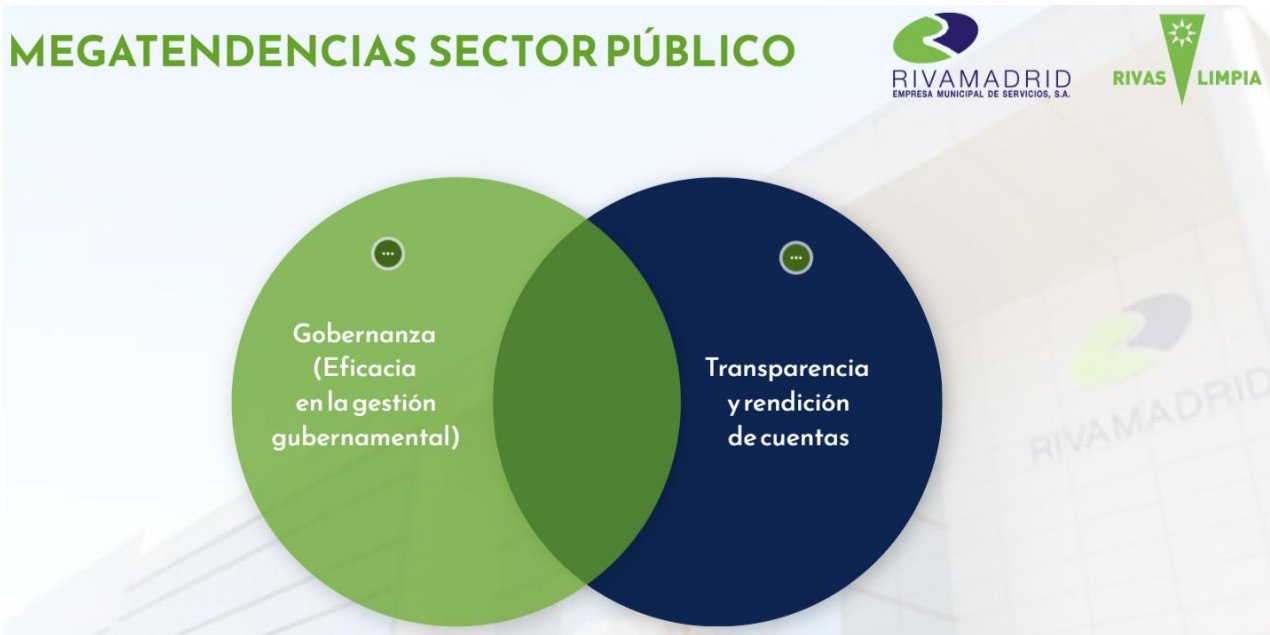 MEGATENDENCIAS SECTOR PÚBLICO
RIVAMADRID
EMPRESA MUNICIPAL DE SERVICIOS, S.A.
RIVAS LIMPIA
Gobernanza
(Eficacia
en la gestión
gubernamental)
Transparencia
y rendición
de cuentas
RIVAMADRID